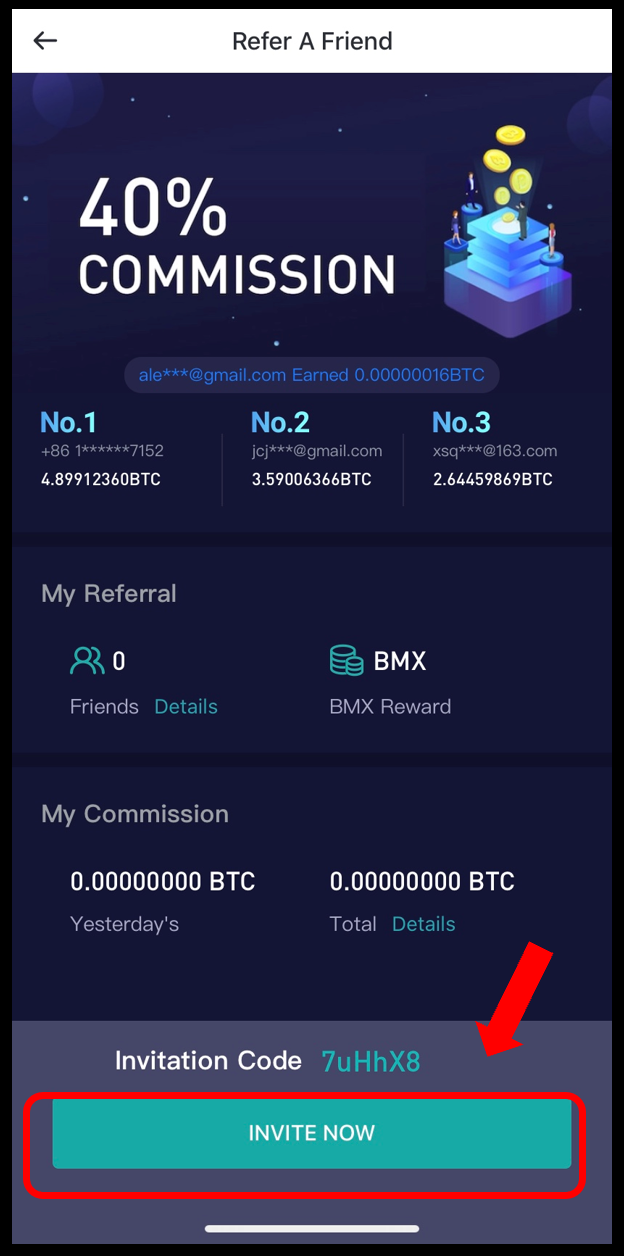 Refer A Friend
40%
COMMISSION
ale***@gmail.com Earned 0.00000016BTC
No.1 No.2 No.3
+86 1******7152 jcj***@gmail.com xsq***@163.com
4.89912360BTC 3.59006366BTC 2.64459869BTC
My Referral
0 BMX
Friends Details BMX Reward
My Commission
0.00000000 BTC 0.00000000 BTC
Yesterday's Total Details
Invitation Code 7uHhX8
INVITE NOW